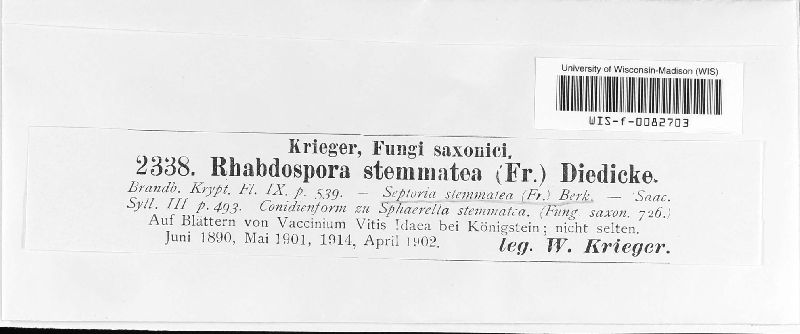 University of Wisconsin-Madison (WIS)
WIS-f-0082703
Krieger, Fungi saxonici.
2338. Rhabdospora stemmatea (Fr.) Diedicke.
Brandb. Krypt. Fl. IX. p. 539. — Septoria stemmatea (Fr.) Berk. — Sacc.
Syll. III p. 493. Conidienform zu Sphaerella stemmatea. (Fung. saxon. 726.)
Auf Blättern von Vaccinium Vitis Idaea bei Königstein; nicht selten.
Juni 1890, Mai 1901, 1914, April 1902. leg. W. Krieger.